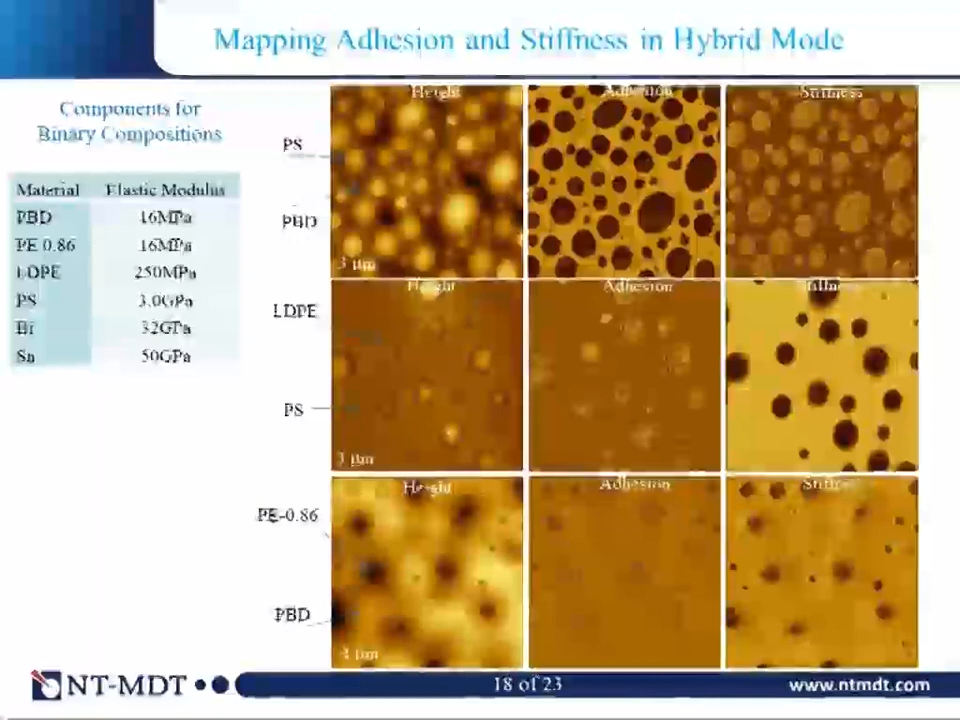 Mapping Adhesion and Stiffness in Hybrid Mode
Components for
Binary Compositions
Material Elastic Modulus
PBD 16MPa
PE 0.86 16MPa
LDPE 250MPa
PS 3.0GPa
Bi 32GPa
Sn 50GPa
Height Adhesion Stiffness
PS
PBD
3 μm
Height Adhesion Stiffness
LDPE
PS
3 μm
Height Adhesion Stiffness
PE-0.86
PBD
μm
NT-MDT
18 of 23
www.ntmdt.com